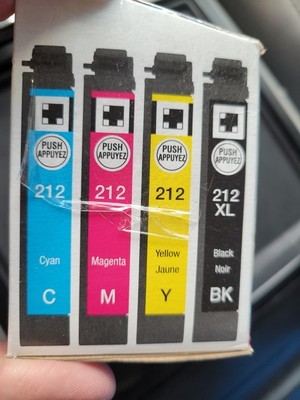 PUSH
APPUYEZ
212
Cyan
C
PUSH
APPUYEZ
212
Magenta
M
PUSH
APPUYEZ
212
Yellow
Jaune
Y
PUSH
APPUYEZ
212
XL
Black
Noir
BK